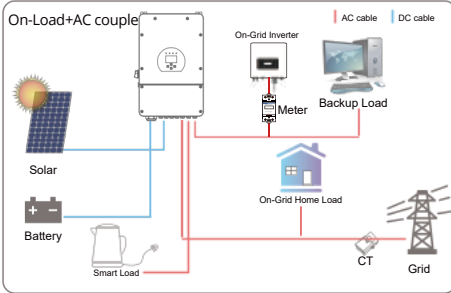 On-Load+AC couple
AC cable
DC cable
On-Grid Inverter
Meter
Backup Load
Solar
On-Grid Home Load
Battery
CT
Grid
Smart Load